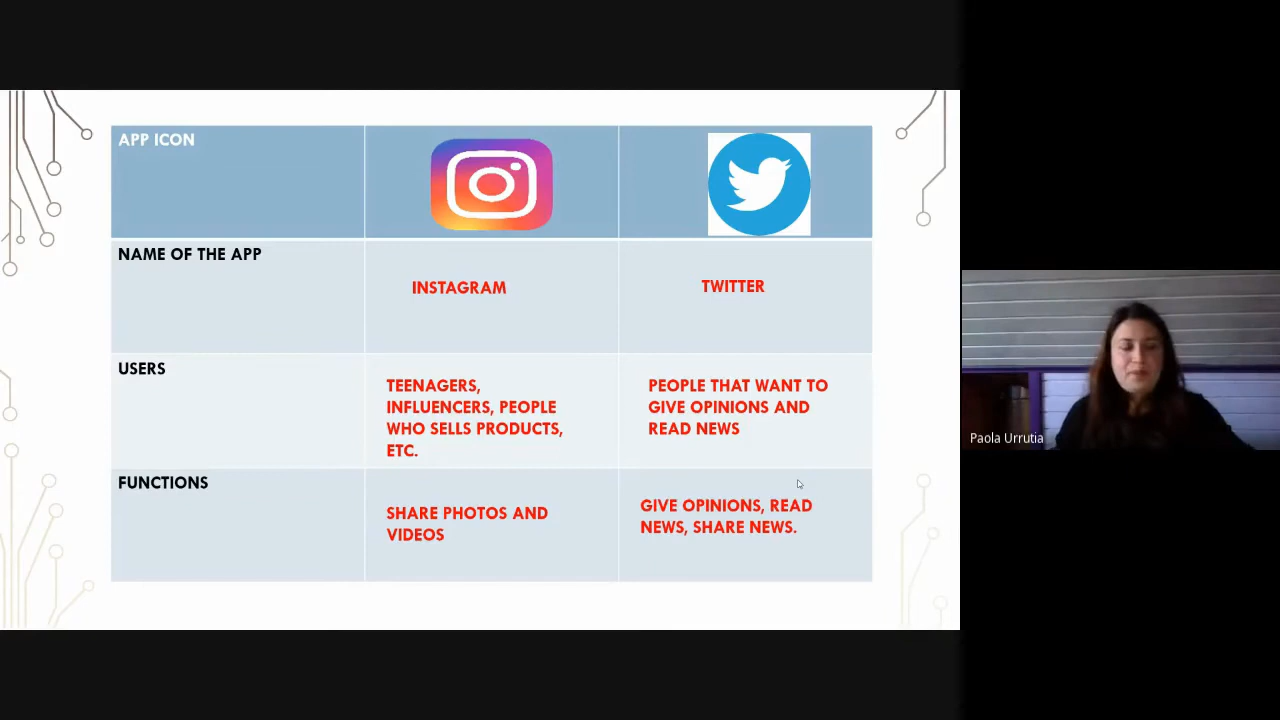 APP ICON
NAME OF THE APP
INSTAGRAM
TWITTER
USERS
TEENAGERS,
INFLUENCERS, PEOPLE
WHO SELLS PRODUCTS,
ETC.
PEOPLE THAT WANT TO
GIVE OPINIONS AND
READ NEWS
FUNCTIONS
SHARE PHOTOS AND
VIDEOS
GIVE OPINIONS, READ
NEWS, SHARE NEWS.
Paola Urrutia